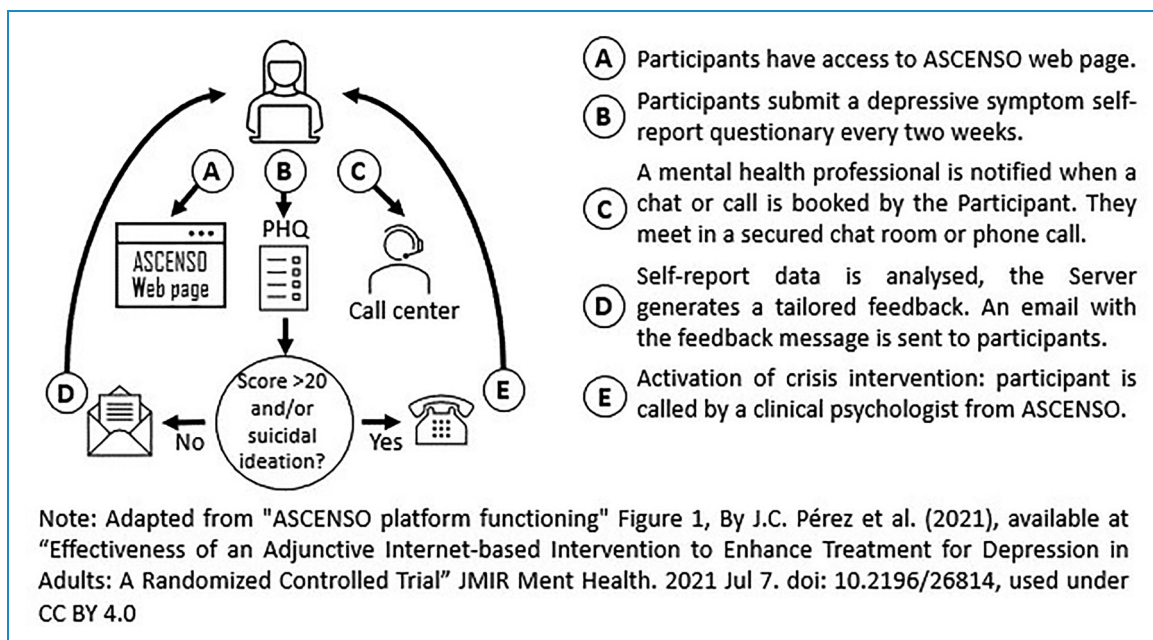 A
B
C
PHQ
ASCENSO
Web page
Call center
D
E
Score >20
and/or
suicidal
ideation?
No
Yes
A Participants have access to ASCENSO web page.
B Participants submit a depressive symptom self-
report questionary every two weeks.
C A mental health professional is notified when a
chat or call is booked by the Participant. They
meet in a secured chat room or phone call.
D Self-report data is analysed, the Server
generates a tailored feedback. An email with
the feedback message is sent to participants.
E Activation of crisis intervention: participant is
called by a clinical psychologist from ASCENSO.
Note: Adapted from "ASCENSO platform functioning" Figure 1, By J.C. Pérez et al. (2021), available at
“Effectiveness of an Adjunctive Internet-based Intervention to Enhance Treatment for Depression in
Adults: A Randomized Controlled Trial” JMIR Ment Health. 2021 Jul 7. doi: 10.2196/26814, used under
CC BY 4.0